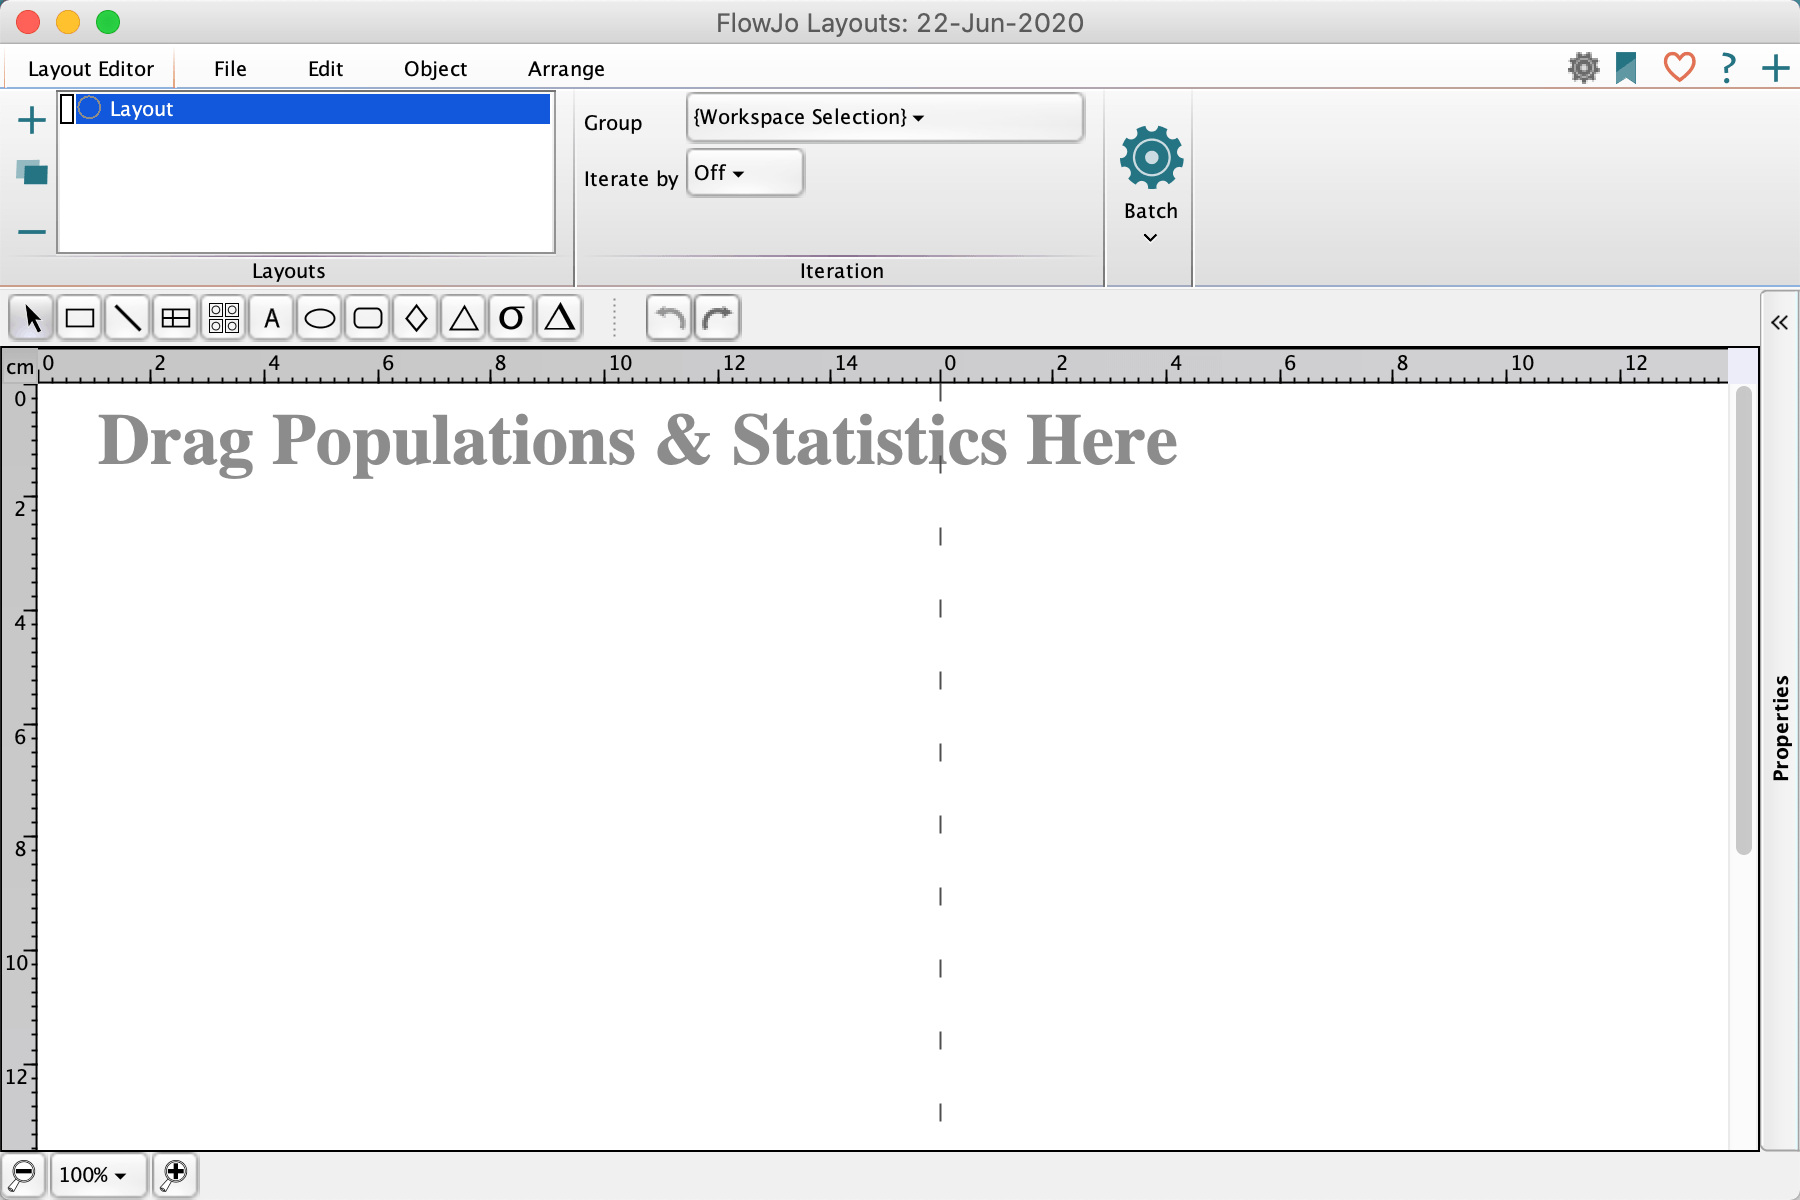 FlowJo Layouts: 22-Jun-2020
Layout Editor File Edit Object Arrange ?
Layout
Group {Workspace Selection}
Iterate by Off
Batch
Layouts Iteration
A σ Δ
cm 0 2 4 6 8 10 12 14 0 2 4 6 8 10 12
0
Drag Populations & Statistics Here
2
4
6
8
10
12
Properties
100%